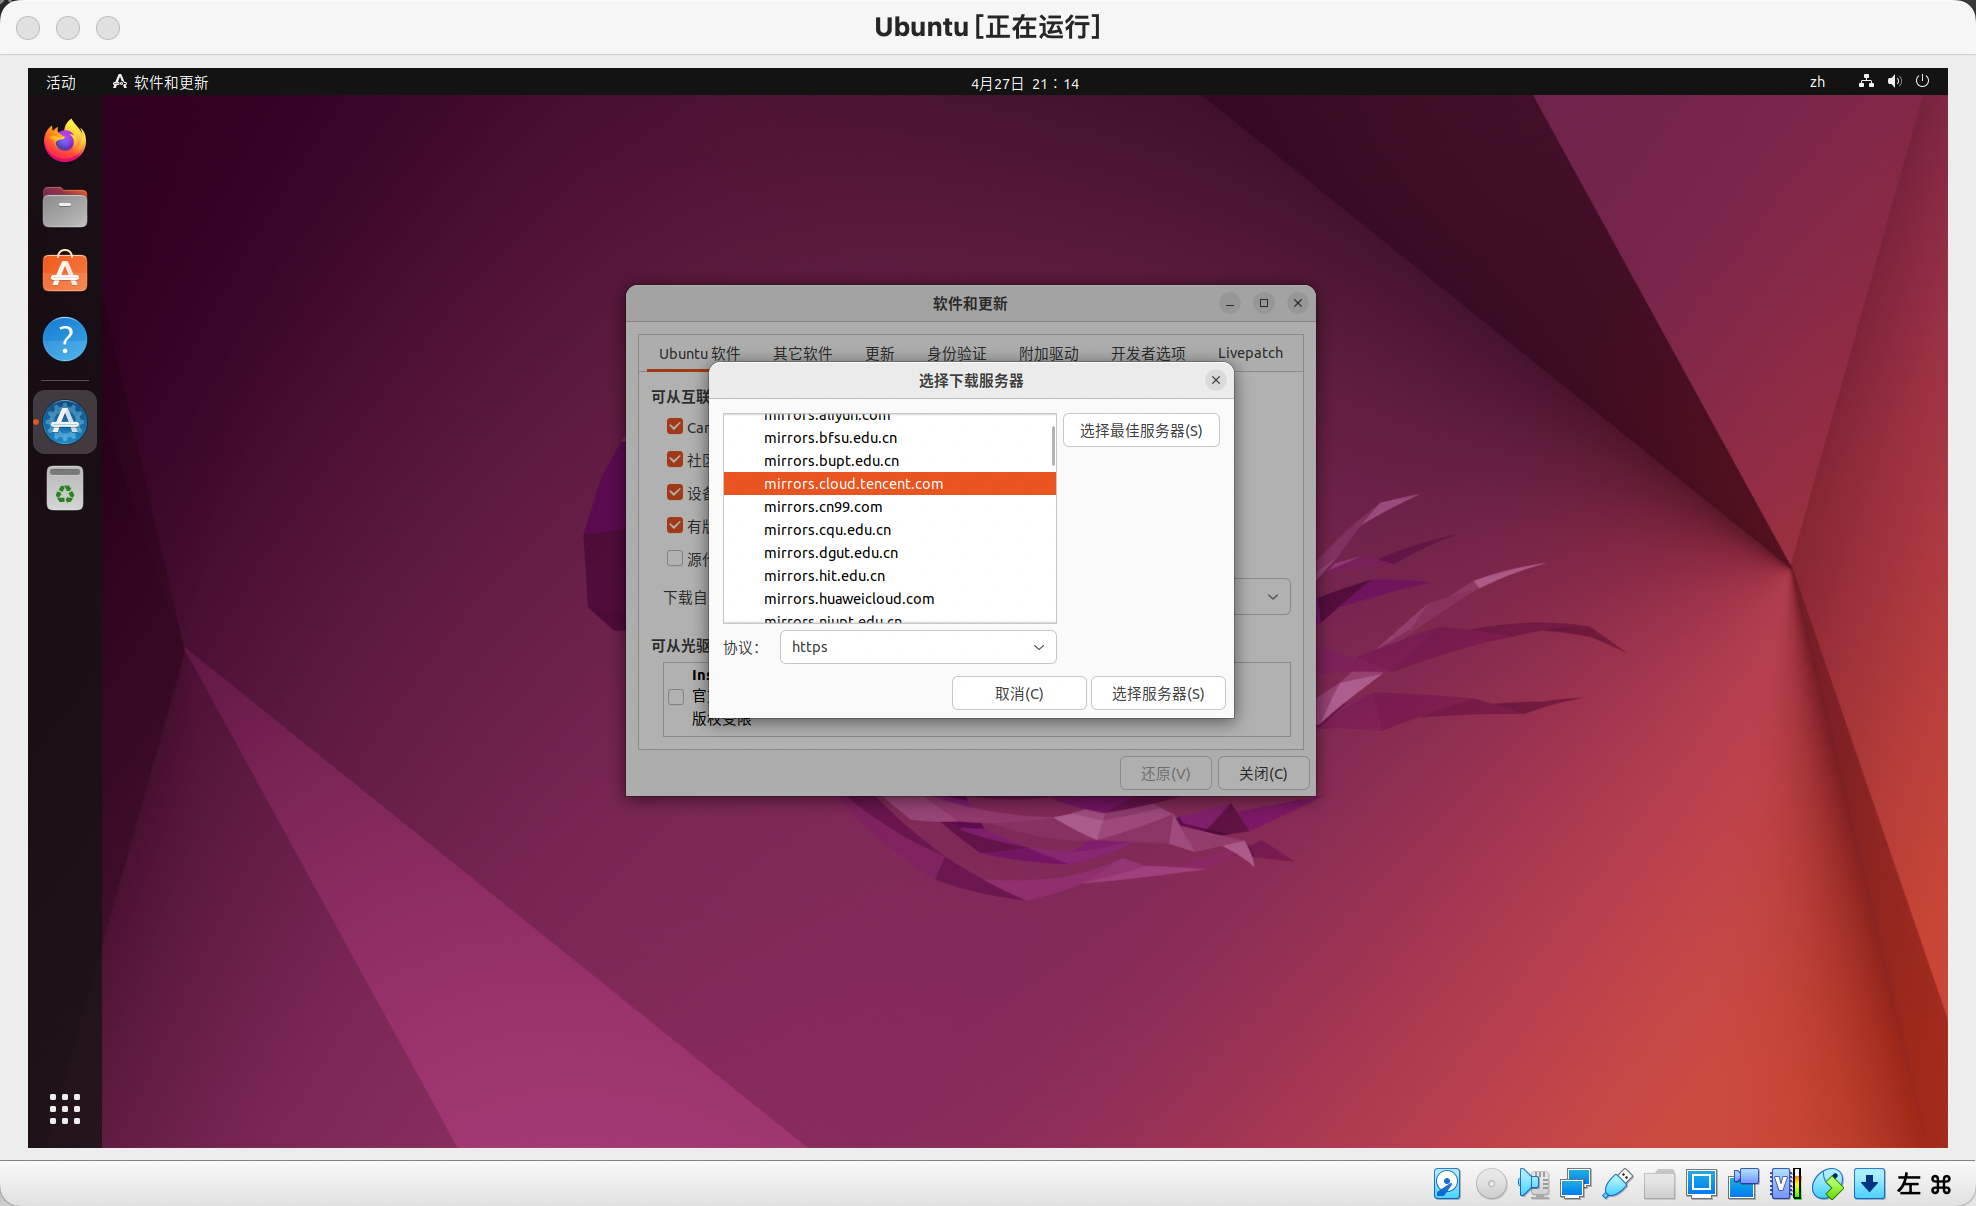 Ubuntu [正在运行]
活动
软件和更新
4月27日 21：14
zh
软件和更新
Ubuntu 软件
其它软件
更新
身份验证
附加驱动
开发者选项
Livepatch
选择下载服务器
可从互联
Can
社区
设备
有版
源代
下载自
mirrors.aliyun.com
mirrors.bfsu.edu.cn
mirrors.bupt.edu.cn
mirrors.cloud.tencent.com
mirrors.cn99.com
mirrors.cqu.edu.cn
mirrors.dgut.edu.cn
mirrors.hit.edu.cn
mirrors.huaweicloud.com
mirrors.njupt.edu.cn
选择最佳服务器(S)
协议：
https
可从光驱
Ins
官方
版权受限
取消(C)
选择服务器(S)
还原(V)
关闭(C)
左 ⌘